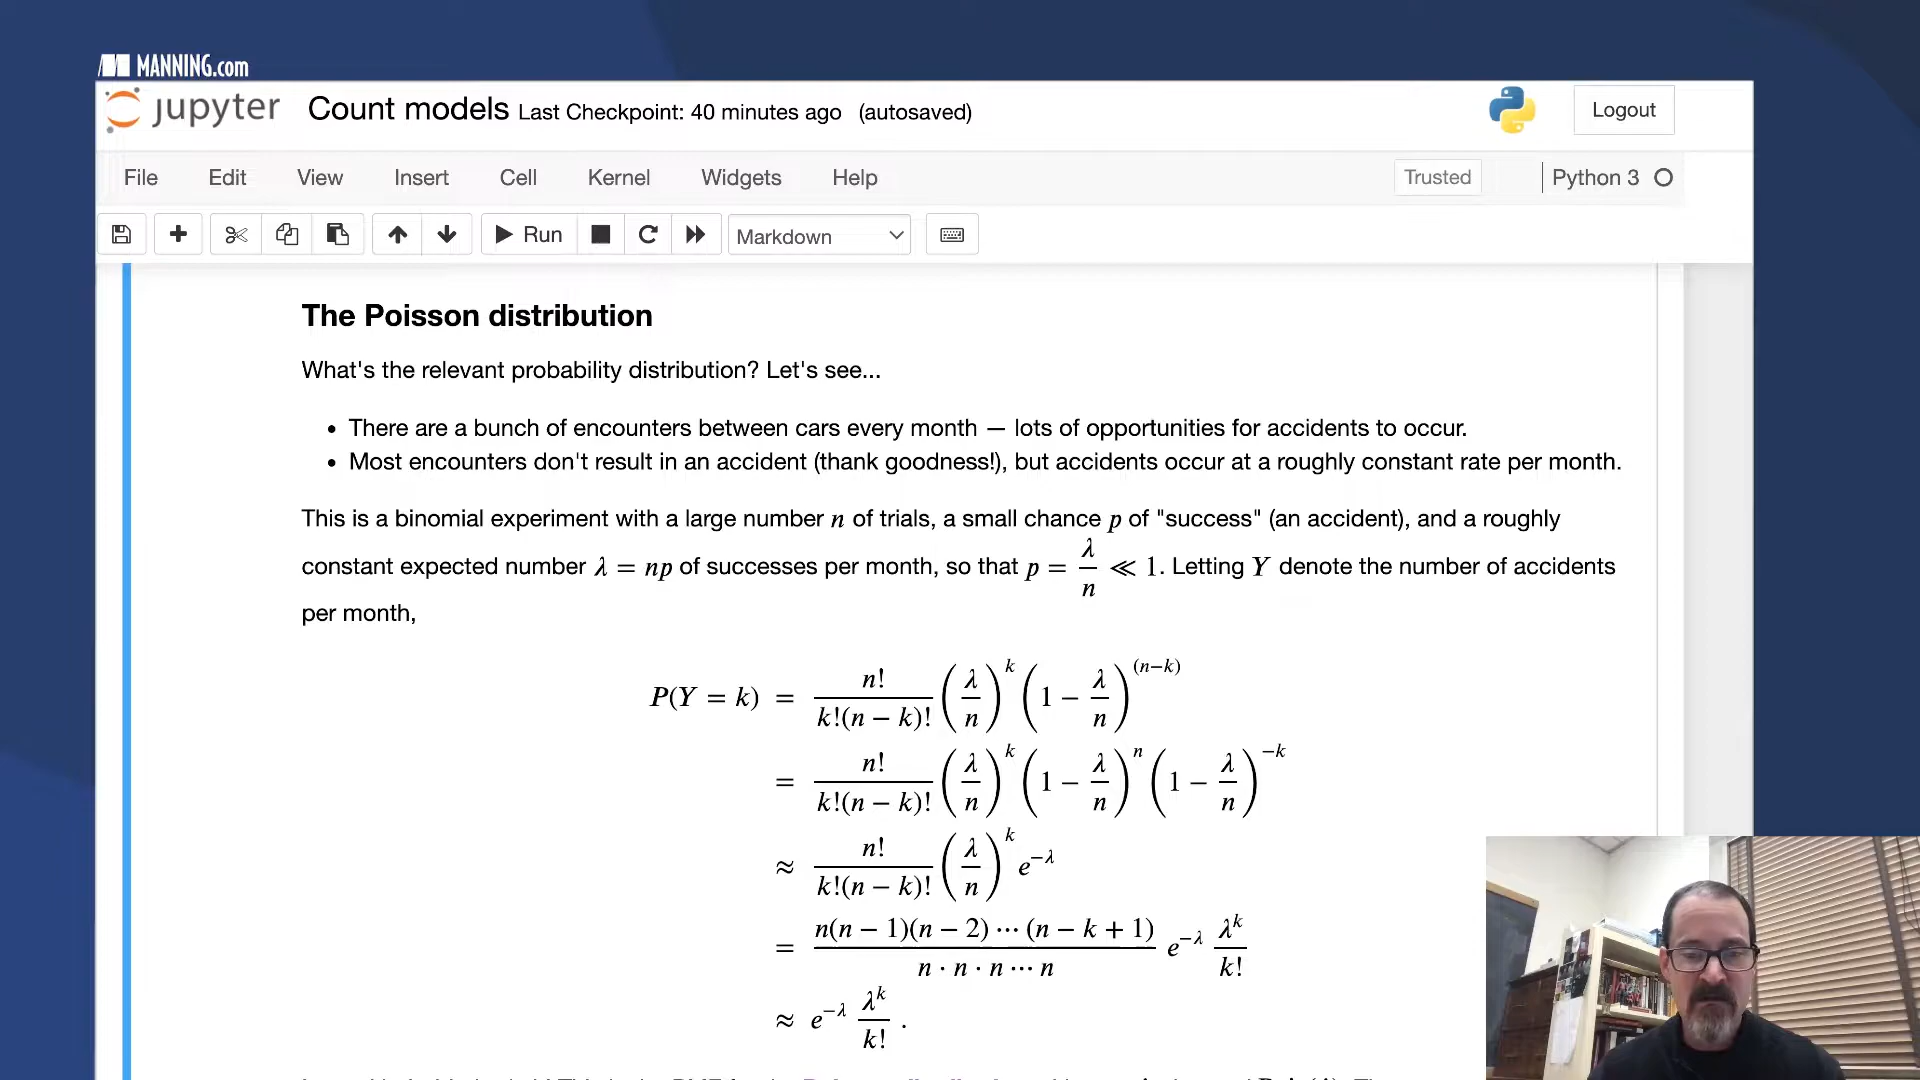 MANNING.com
jupyter Count models Last Checkpoint: 40 minutes ago (autosaved) Logout
File Edit View Insert Cell Kernel Widgets Help Trusted Python 3
Run Markdown
The Poisson distribution
What's the relevant probability distribution? Let's see...
• There are a bunch of encounters between cars every month — lots of opportunities for accidents to occur.
• Most encounters don't result in an accident (thank goodness!), but accidents occur at a roughly constant rate per month.
This is a binomial experiment with a large number n of trials, a small chance p of "success" (an accident), and a roughly
constant expected number λ = np of successes per month, so that p = λ/n ≪ 1. Letting Y denote the number of accidents
per month,
P(Y = k) = n!/(k!(n − k)!) (λ/n)^k (1 − λ/n)^(n−k)
= n!/(k!(n − k)!) (λ/n)^k (1 − λ/n)^n (1 − λ/n)^−k
≈ n!/(k!(n − k)!) (λ/n)^k e^−λ
= n(n − 1)(n − 2) ⋯ (n − k + 1)/(n · n · n ⋯ n) e^−λ λ^k/k!
≈ e^−λ λ^k/k! .